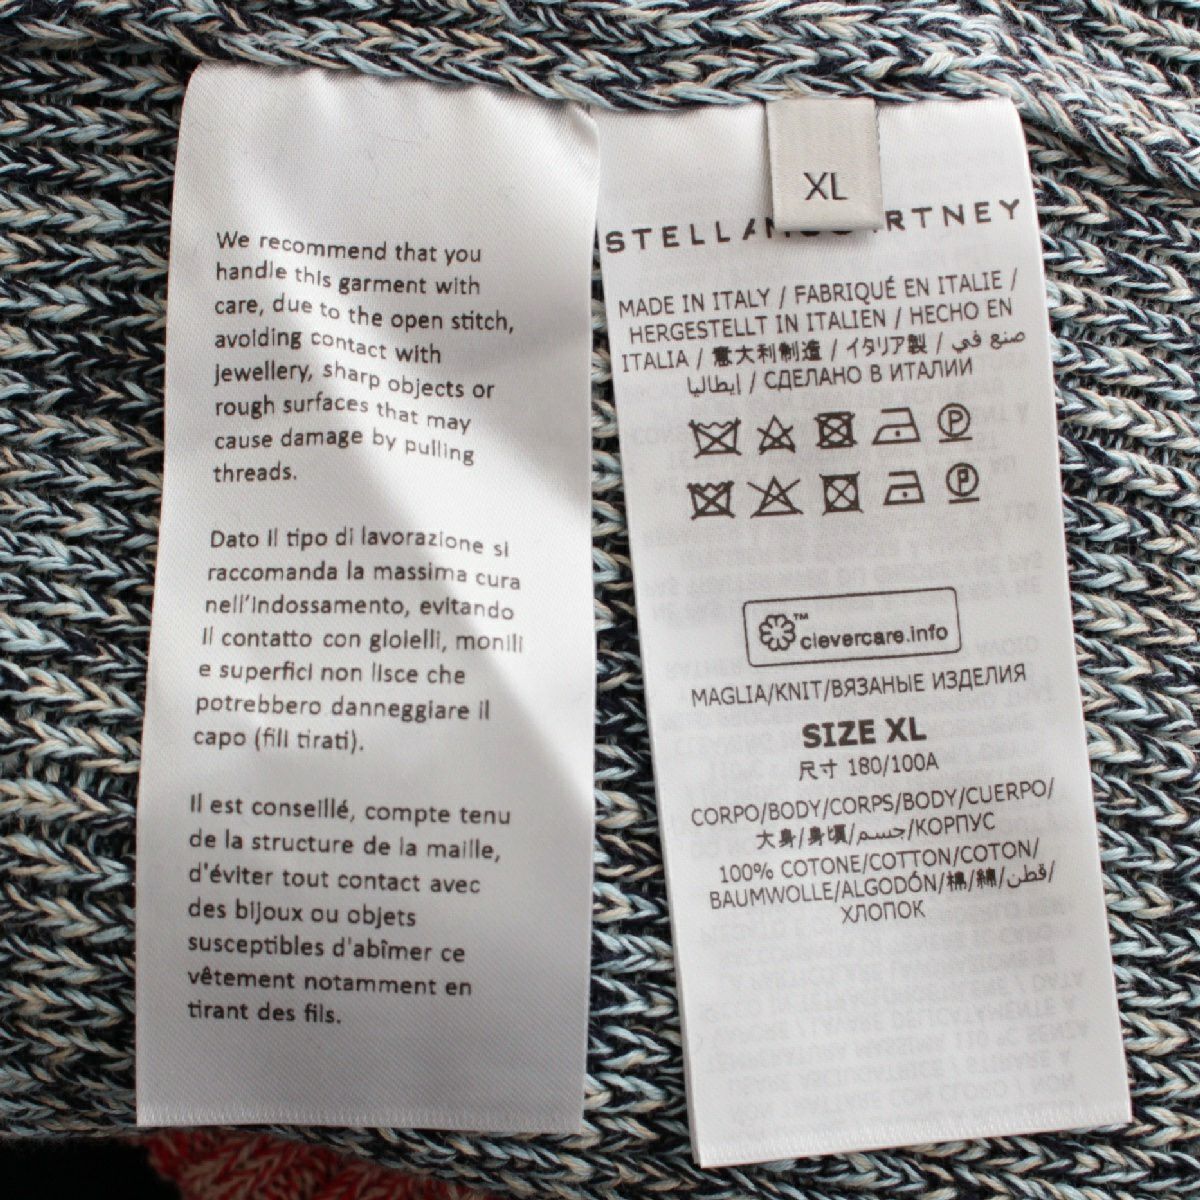 We recommend that you
handle this garment with
care, due to the open stitch,
avoiding contact with
jewellery, sharp objects or
rough surfaces that may
cause damage by pulling
threads.
Dato il tipo di lavorazione si
raccomanda la massima cura
nell'indossamento, evitando
il contatto con gioielli, monili
e superfici non lisce che
potrebbero danneggiare il
capo (fili tirati).
Il est conseillé, compte tenu
de la structure de la maille,
d'éviter tout contact avec
des bijoux ou objets
susceptibles d'abîmer ce
vêtement notamment en
tirant des fils.
XL
MADE IN ITALY / FABRIQUÉ EN ITALIE /
HERGESTELLT IN ITALIEN / HECHO EN
ITALIA / 意大利制造 / イタリア製 / صنع في
إيطاليا / СДЕЛАНО В ИТАЛИИ
P
P
clevercare.info™
MAGLIA/KNIT/ВЯЗАНЫЕ ИЗДЕЛИЯ
SIZE XL
尺寸 180/100A
CORPO/BODY/CORPS/BODY/CUERPO/
大身/身頃/جسم/КОРПУС
100% COTONE/COTTON/COTON/
BAUMWOLLE/ALGODÓN/棉/綿/قطن/
ХЛОПОК